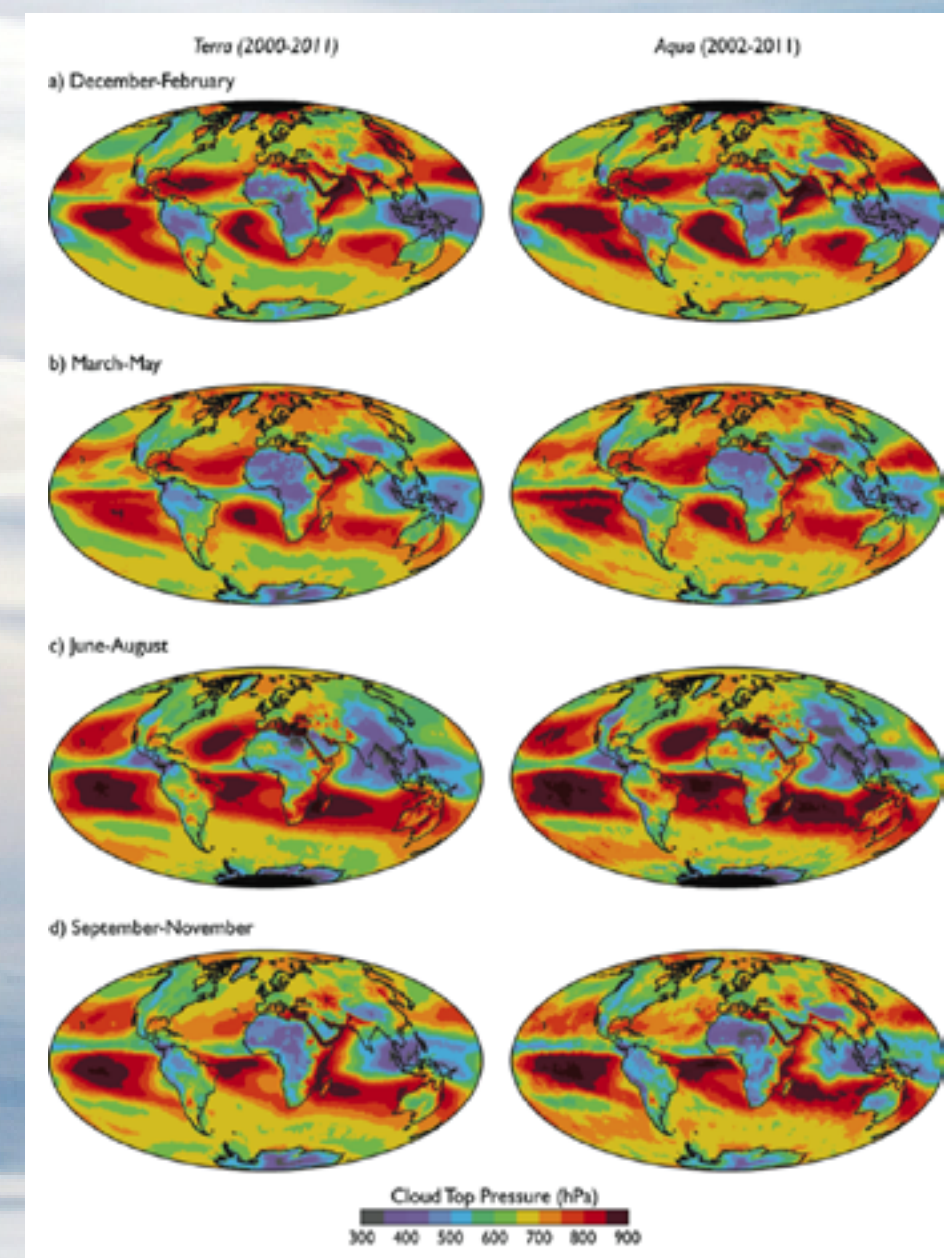 Terra (2000-2011) Aqua (2002-2011)
a) December-February
b) March-May
c) June-August
d) September-November
Cloud Top Pressure (hPa)
300 400 500 600 700 800 900